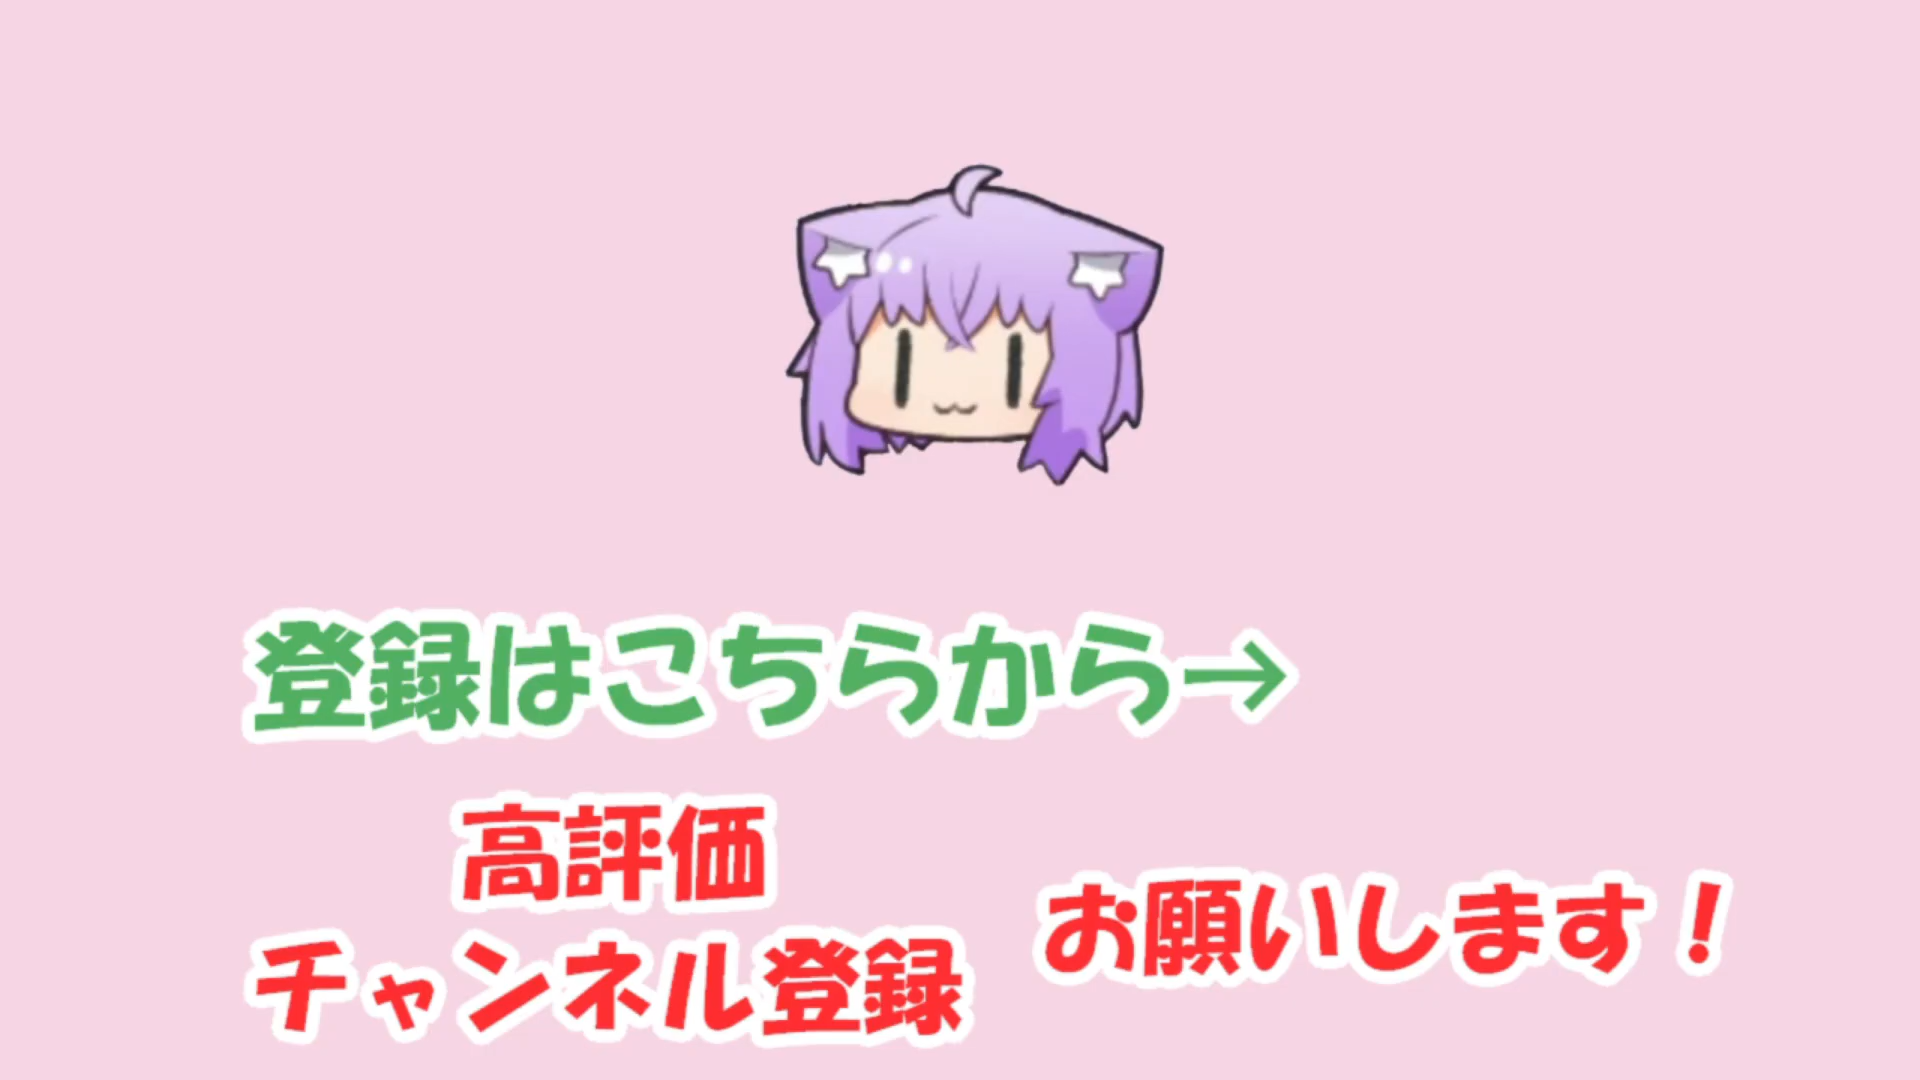 登録はこちらから→
高評価
チャンネル登録
お願いします！